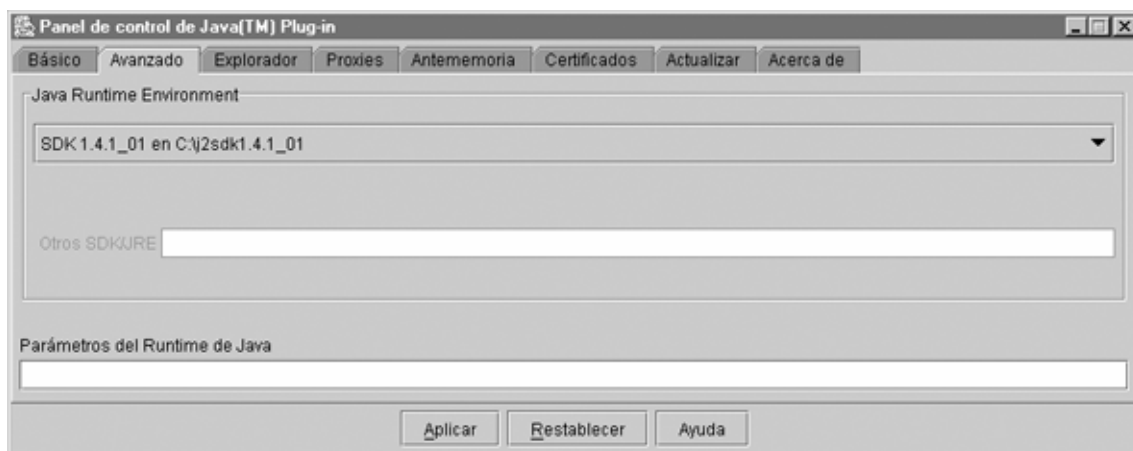 Panel de control de Java(TM) Plug-in
Básico Avanzado Explorador Proxies Antememoria Certificados Actualizar Acerca de
Java Runtime Environment
SDK 1.4.1_01 en C:\j2sdk1.4.1_01
Otros SDK/JRE
Parámetros del Runtime de Java
Aplicar Restablecer Ayuda